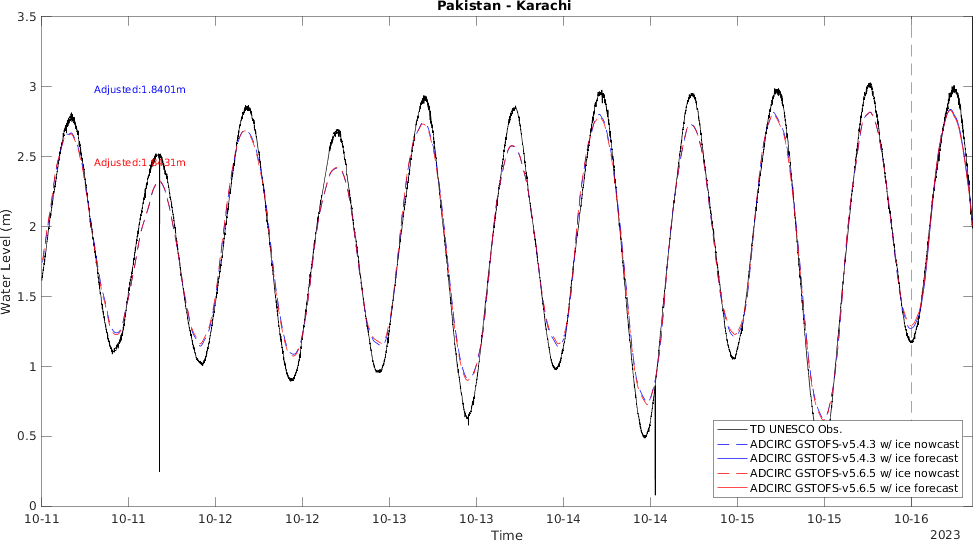 Pakistan - Karachi
3.5
3
2.5
2
1.5
1
0.5
0
Water Level (m)
Adjusted:1.8401m
10-11
10-11
10-12
10-12
10-13
10-13
10-14
10-14
10-15
10-15
10-16
Time
2023
TD UNESCO Obs.
ADCIRC GSTOFS-v5.4.3 w/ ice nowcast
ADCIRC GSTOFS-v5.4.3 w/ ice forecast
ADCIRC GSTOFS-v5.6.5 w/ ice nowcast
ADCIRC GSTOFS-v5.6.5 w/ ice forecast